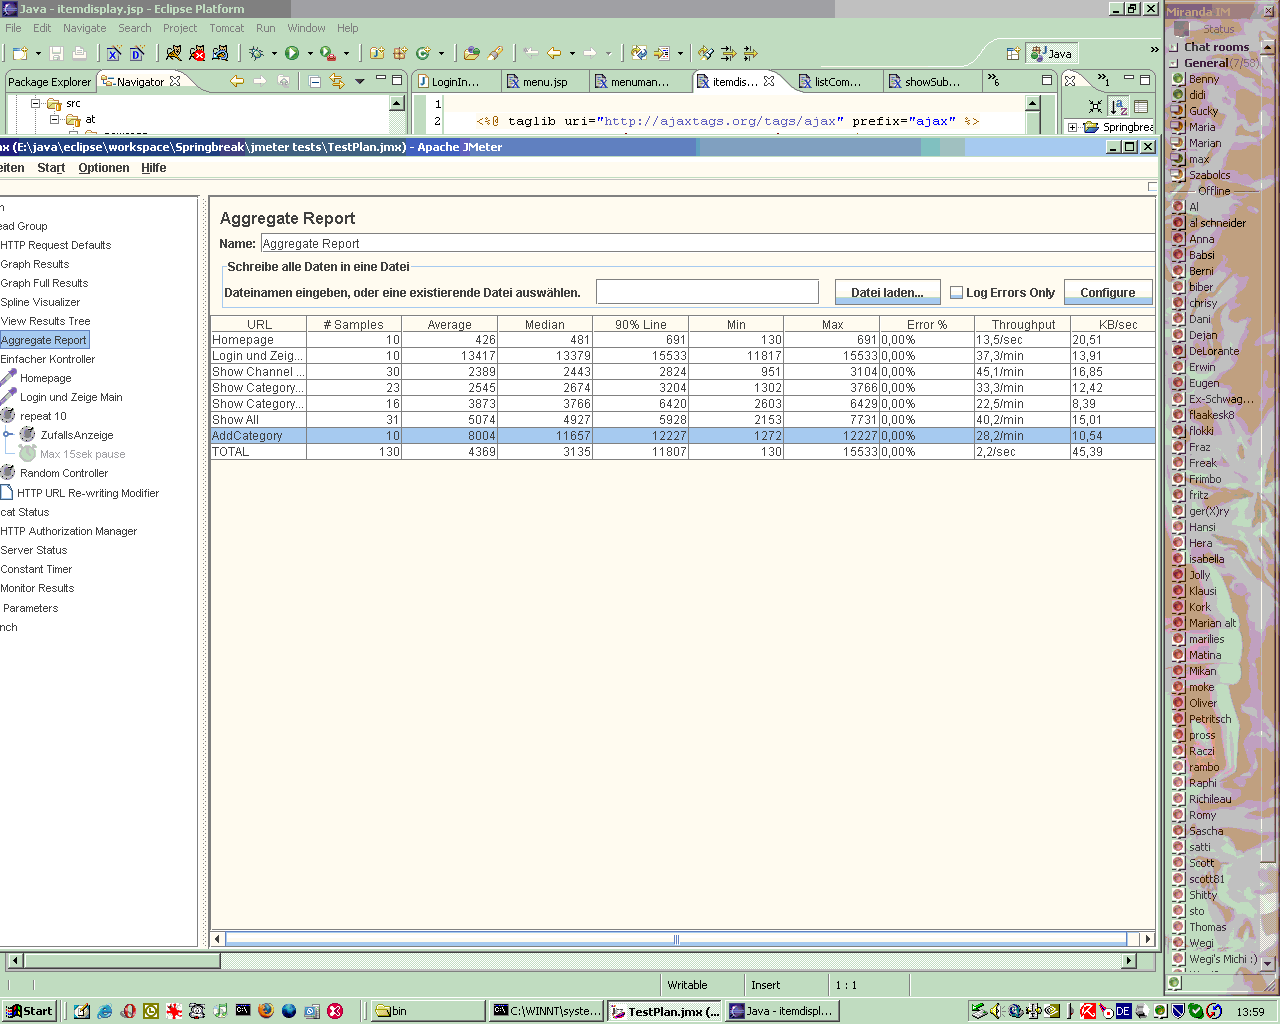 Java - itemdisplay.jsp - Eclipse Platform
File Edit Navigate Search Project Tomcat Run Window Help
Java
Package Explorer Navigator
LoginIn... menu.jsp menuman... itemdis... listCom... showSub... 6 1
src
at
1
2 <%@ taglib uri="http://ajaxtags.org/tags/ajax" prefix="ajax" %>
Springbrea
mx (E:\java\eclipse\workspace\Springbreak\jmeter tests\TestPlan.jmx) - Apache JMeter
eiten Start Optionen Hilfe
n
ead Group
HTTP Request Defaults
Graph Results
Graph Full Results
Spline Visualizer
View Results Tree
Aggregate Report
Einfacher Kontroller
Homepage
Login und Zeige Main
repeat 10
ZufallsAnzeige
Max 15sek pause
Random Controller
HTTP URL Re-writing Modifier
cat Status
HTTP Authorization Manager
Server Status
Constant Timer
Monitor Results
Parameters
nch
Aggregate Report
Name: Aggregate Report
Schreibe alle Daten in eine Datei
Dateinamen eingeben, oder eine existierende Datei auswählen. Datei laden... Log Errors Only Configure
URL # Samples Average Median 90% Line Min Max Error % Throughput KB/sec
Homepage 10 426 481 691 130 691 0,00% 13,5/sec 20,51
Login und Zeig... 10 13417 13379 15533 11817 15533 0,00% 37,3/min 13,91
Show Channel ... 30 2389 2443 2824 951 3104 0,00% 45,1/min 16,85
Show Category... 23 2545 2674 3204 1302 3766 0,00% 33,3/min 12,42
Show Category... 16 3873 3766 6420 2603 6429 0,00% 22,5/min 8,39
Show All 31 5074 4927 5928 2153 7731 0,00% 40,2/min 15,01
AddCategory 10 8004 11657 12227 1272 12227 0,00% 28,2/min 10,54
TOTAL 130 4369 3135 11807 130 15533 0,00% 2,2/sec 45,39
Miranda IM
Status
Chat rooms
General (7/58)
Benny
didi
Gucky
Maria
Marian
max
Szabolcs
Offline
Al
al schneider
Anna
Babsi
Berni
biber
chrisy
Dani
Dejan
DeLorante
Erwin
Eugen
Ex-Schwag...
flaakesk8
flokki
Fraz
Freak
Frimbo
fritz
ger(X)ry
Hansi
Hera
isabella
Jolly
Klausi
Kork
Marian alt
marilies
Matina
Mikan
moke
Oliver
Petritsch
pross
Raczi
rambo
Raphi
Richileau
Romy
Sascha
satti
Scott
scott81
Shitty
sto
Thomas
Wegi
Wegi's Michi :)
Writable Insert 1 : 1
Start bin C:\WINNT\syste... TestPlan.jmx (... Java - itemdispl... DE 13:59